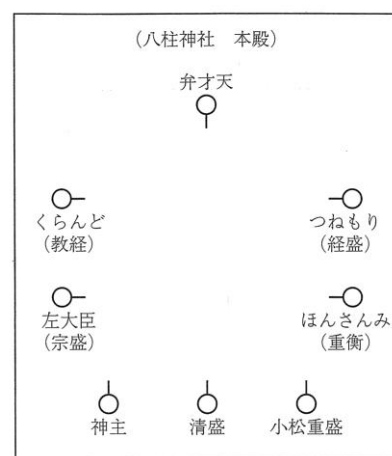 (八柱神社 本殿)
弁才天
くらんど
(教経)
つねもり
(経盛)
左大臣
(宗盛)
ほんさんみ
(重衡)
神主
清盛
小松重盛